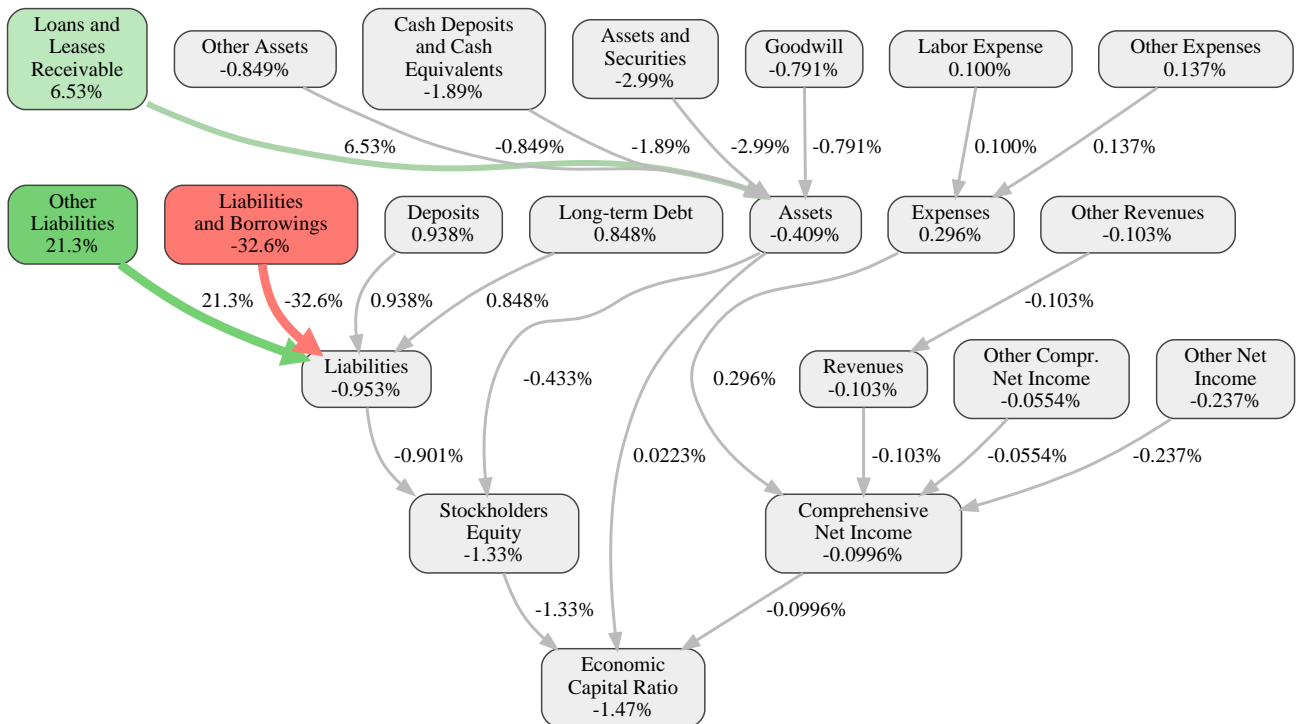 Loans and
Leases
Receivable
6.53%
Other Assets
-0.849%
Cash Deposits
and Cash
Equivalents
-1.89%
Assets and
Securities
-2.99%
Goodwill
-0.791%
Labor Expense
0.100%
Other Expenses
0.137%
6.53%
-0.849%
-1.89%
-2.99%
-0.791%
0.100%
0.137%
Other
Liabilities
21.3%
Liabilities
and Borrowings
-32.6%
Deposits
0.938%
Long-term Debt
0.848%
Assets
-0.409%
Expenses
0.296%
Other Revenues
-0.103%
21.3%
-32.6%
0.938%
0.848%
-0.103%
Liabilities
-0.953%
-0.433%
0.296%
Revenues
-0.103%
Other Compr.
Net Income
-0.0554%
Other Net
Income
-0.237%
-0.901%
0.0223%
-0.103%
-0.0554%
-0.237%
Stockholders
Equity
-1.33%
Comprehensive
Net Income
-0.0996%
-1.33%
-0.0996%
Economic
Capital Ratio
-1.47%